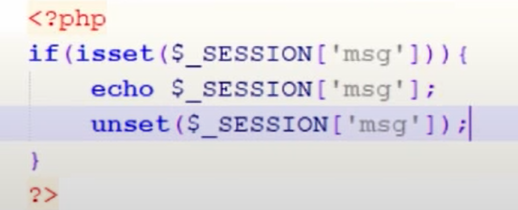 <?php
if(isset($_SESSION['msg'])){
    echo $_SESSION['msg'];
    unset($_SESSION['msg']);
}
?>